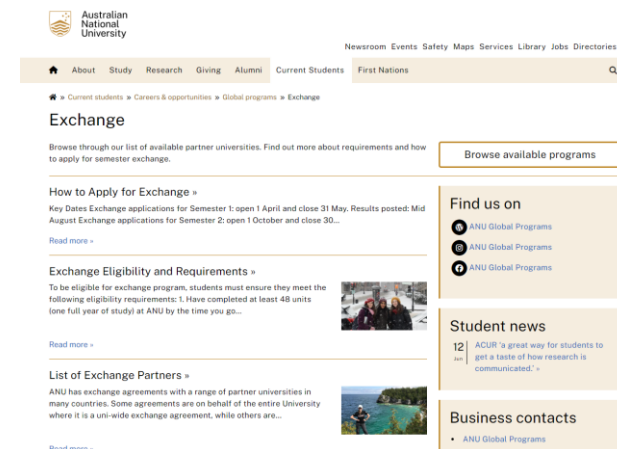 Australian
National
University
Newsroom Events Safety Maps Services Library Jobs Directories
About Study Research Giving Alumni Current Students First Nations
» Current students » Careers & opportunities » Global programs » Exchange
Exchange
Browse through our list of available partner universities. Find out more about requirements and how
to apply for semester exchange.
Browse available programs
How to Apply for Exchange »
Key Dates Exchange applications for Semester 1: open 1 April and close 31 May. Results posted: Mid
August Exchange applications for Semester 2: open 1 October and close 30...
Read more »
Exchange Eligibility and Requirements »
To be eligible for exchange program, students must ensure they meet the
following eligibility requirements: 1. Have completed at least 48 units
(one full year of study) at ANU by the time you go...
Read more »
List of Exchange Partners »
ANU has exchange agreements with a range of partner universities in
many countries. Some agreements are on behalf of the entire University
where it is a uni-wide exchange agreement, while others are...
Read more »
Find us on
ANU Global Programs
ANU Global Programs
ANU Global Programs
Student news
12
Jun
ACUR 'a great way for students to
get a taste of how research is
communicated.' »
Business contacts
• ANU Global Programs